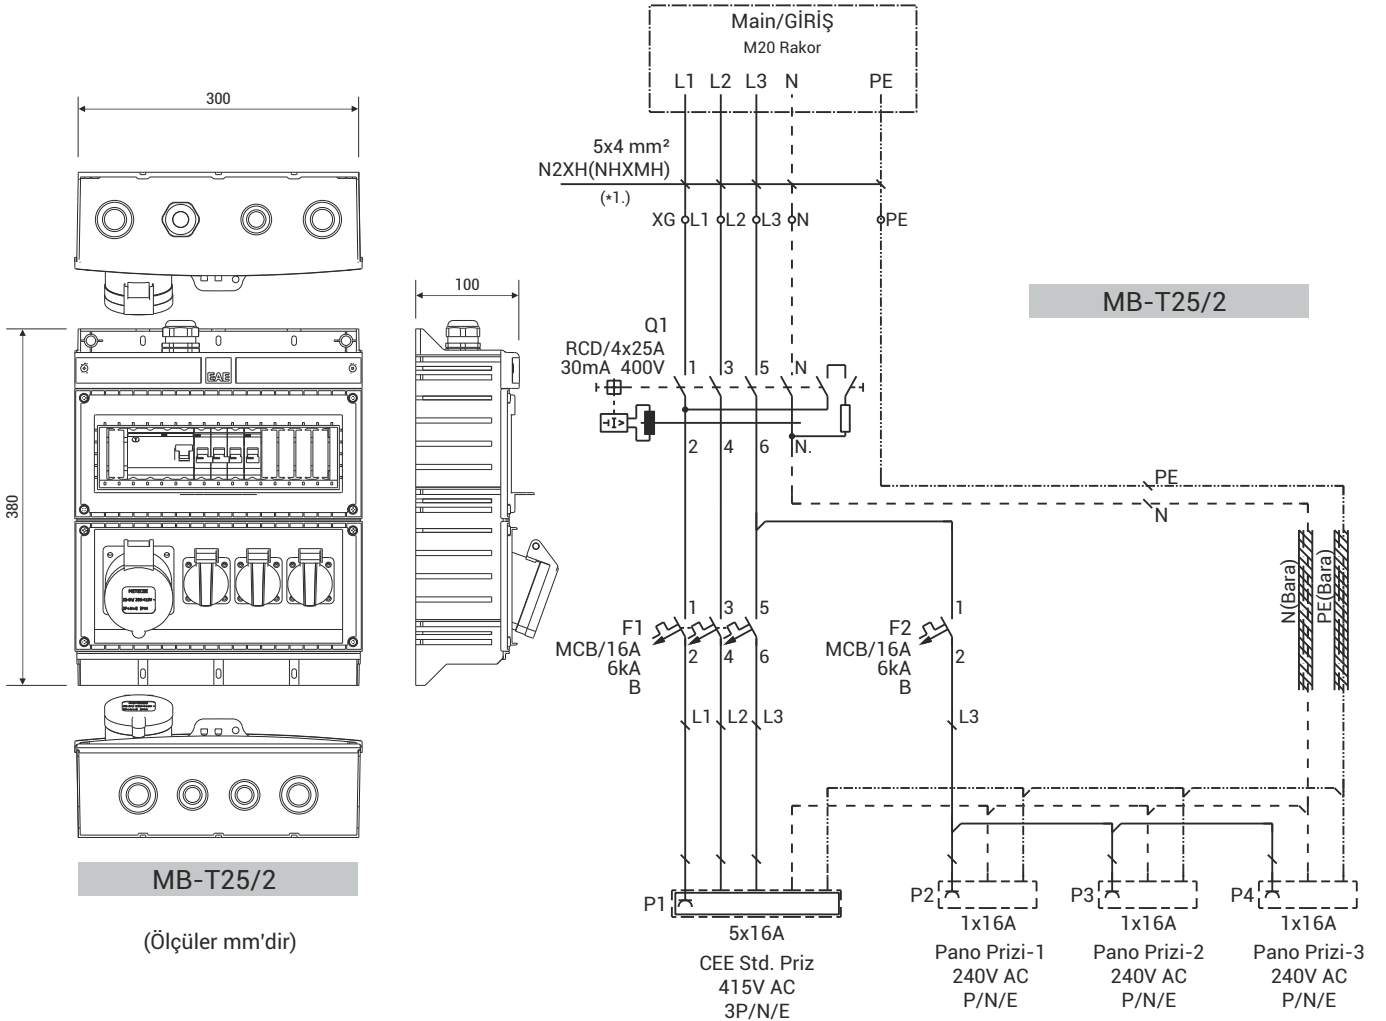 300
380
EAE
MB-T25/2
(Ölçüler mm'dir)
100
Main/GİRİŞ
M20 Rakor
L1 L2 L3 N PE
5x4 mm²
N2XH(NHXMH)
(*1.)
XG L1 L2 L3 N PE
MB-T25/2
Q1
RCD/4x25A
30mA 400V
1 3 5 N
I>
2 4 6 N.
PE
N
N(Bara)
PE(Bara)
F1
MCB/16A
6kA
B
1 3 5
2 4 6
F2
MCB/16A
6kA
B
1
2
L1 L2 L3
L3
P1
5x16A
CEE Std. Priz
415V AC
3P/N/E
P2
1x16A
Pano Prizi-1
240V AC
P/N/E
P3
1x16A
Pano Prizi-2
240V AC
P/N/E
P4
1x16A
Pano Prizi-3
240V AC
P/N/E